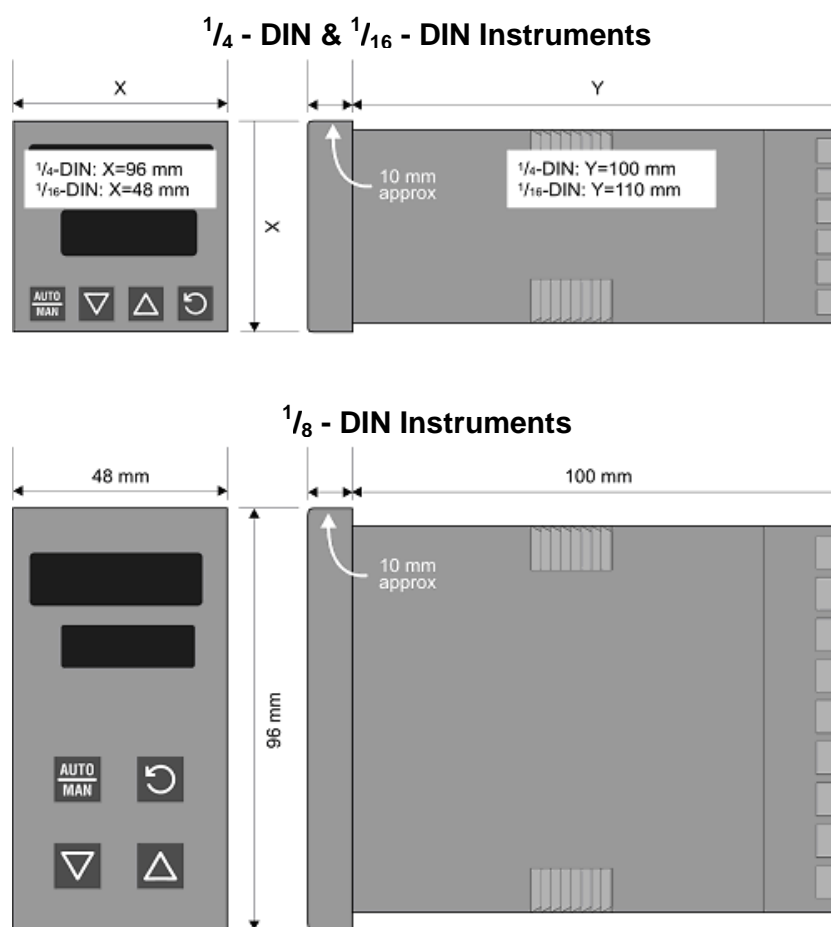 1/4 - DIN & 1/16 - DIN Instruments
X
Y
1/4-DIN: X=96 mm
1/16-DIN: X=48 mm
X
10 mm
approx
1/4-DIN: Y=100 mm
1/16-DIN: Y=110 mm
AUTO
MAN
1/8 - DIN Instruments
48 mm
100 mm
10 mm
approx
96 mm
AUTO
MAN